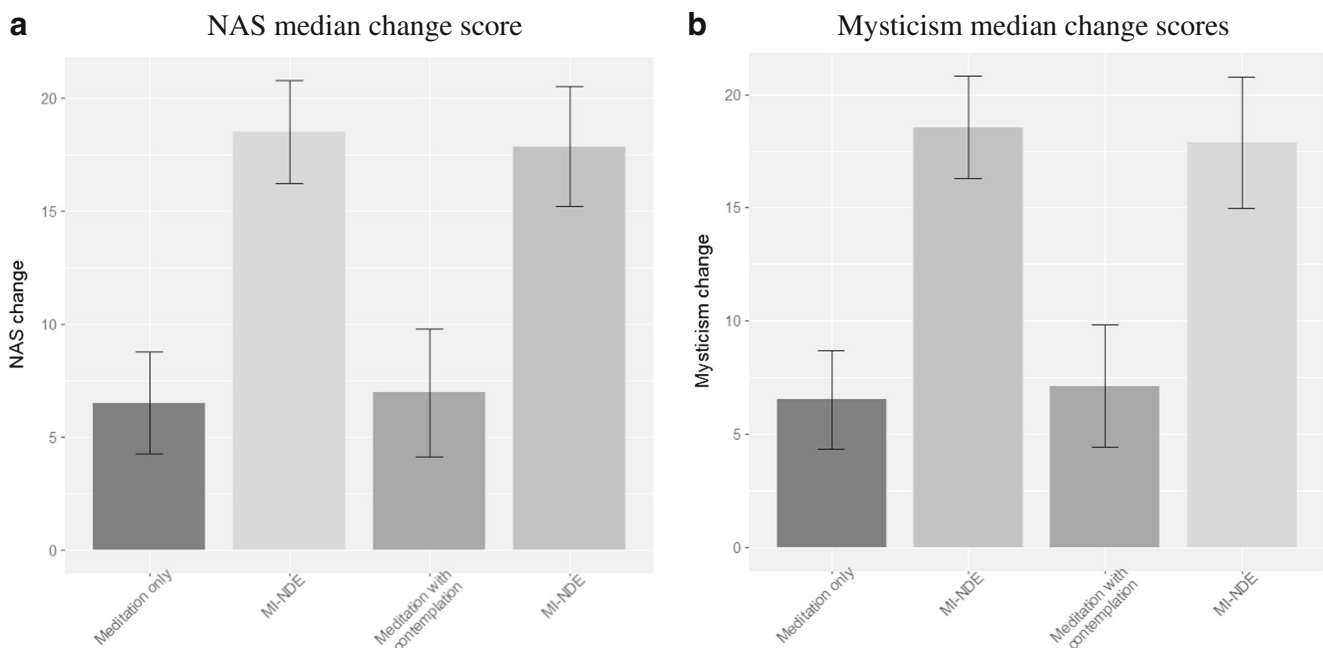 a NAS median change score
20
15
10
5
0
NAS change
Meditation only
MI-NDE
Meditation with
contemplation
MI-NDE
b Mysticism median change scores
20
15
10
5
0
Mysticism change
Meditation only
MI-NDE
Meditation with
contemplation
MI-NDE